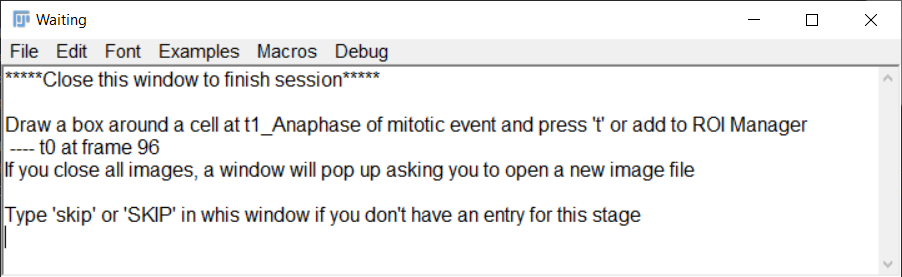 Waiting
File Edit Font Examples Macros Debug
*****Close this window to finish session*****
Draw a box around a cell at t1_Anaphase of mitotic event and press 't' or add to ROI Manager
---- t0 at frame 96
If you close all images, a window will pop up asking you to open a new image file
Type 'skip' or 'SKIP' in whis window if you don't have an entry for this stage